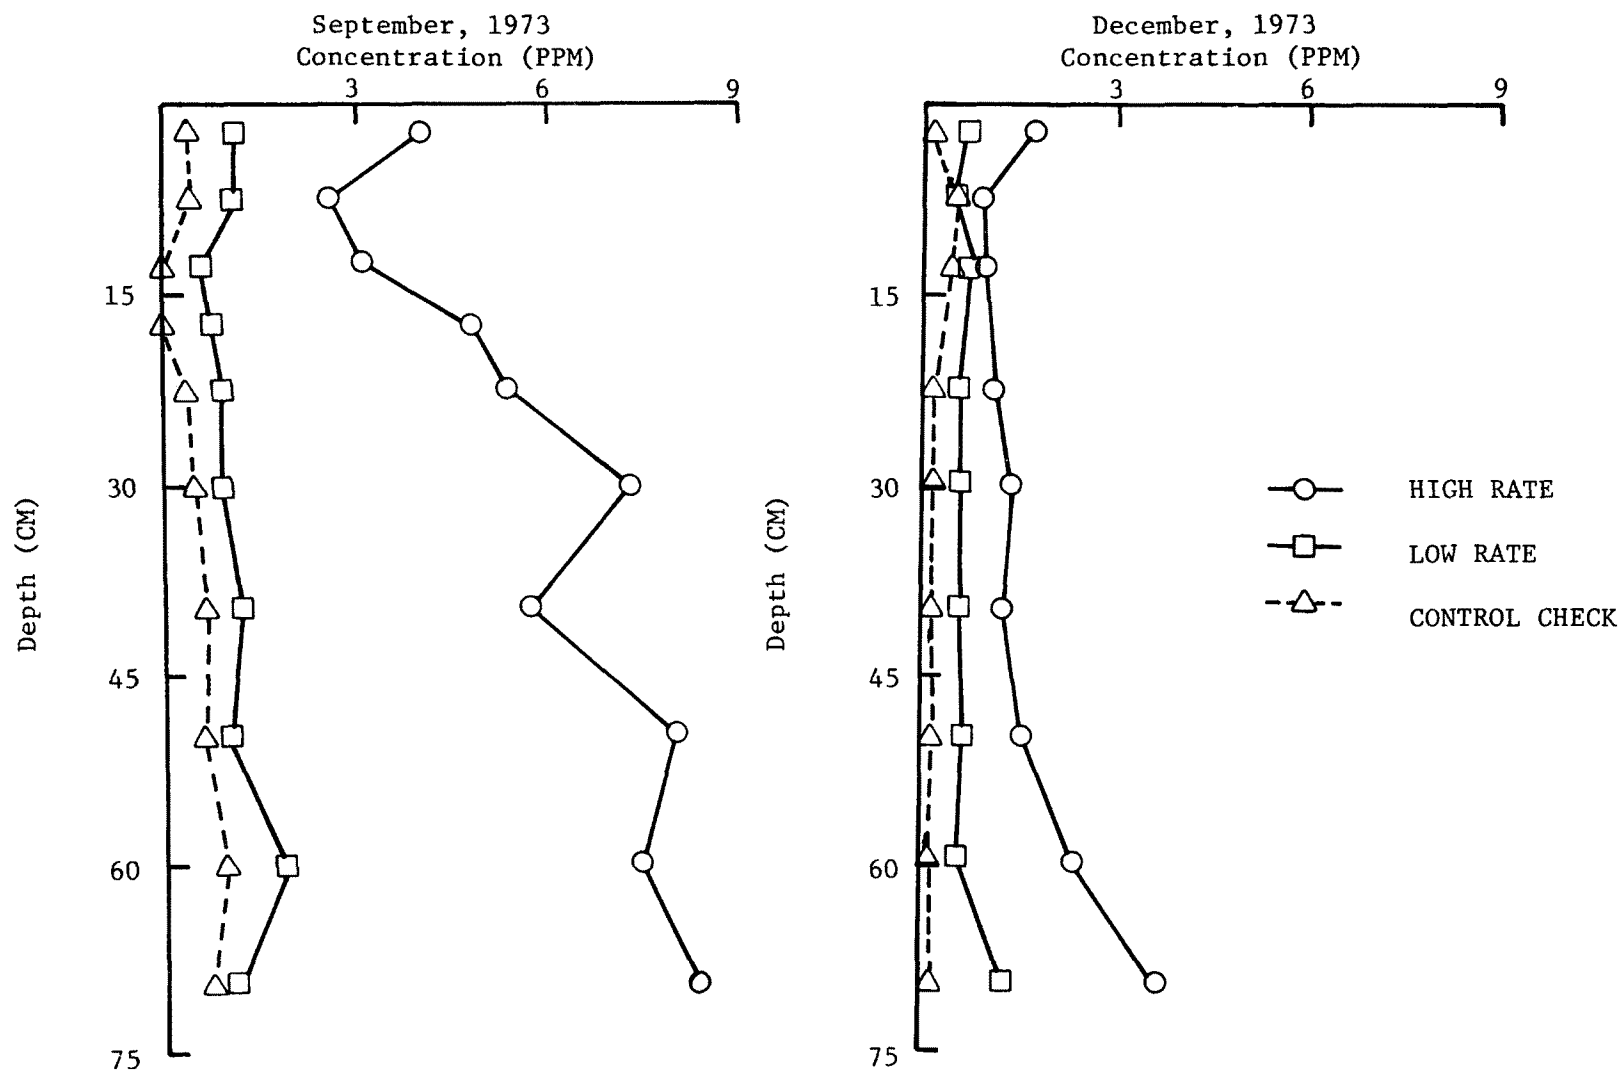 September, 1973
Concentration (PPM)
3 6 9
15
30
45
60
75
Depth (CM)
December, 1973
Concentration (PPM)
3 6 9
15
30
45
60
75
Depth (CM)
HIGH RATE
LOW RATE
CONTROL CHECK